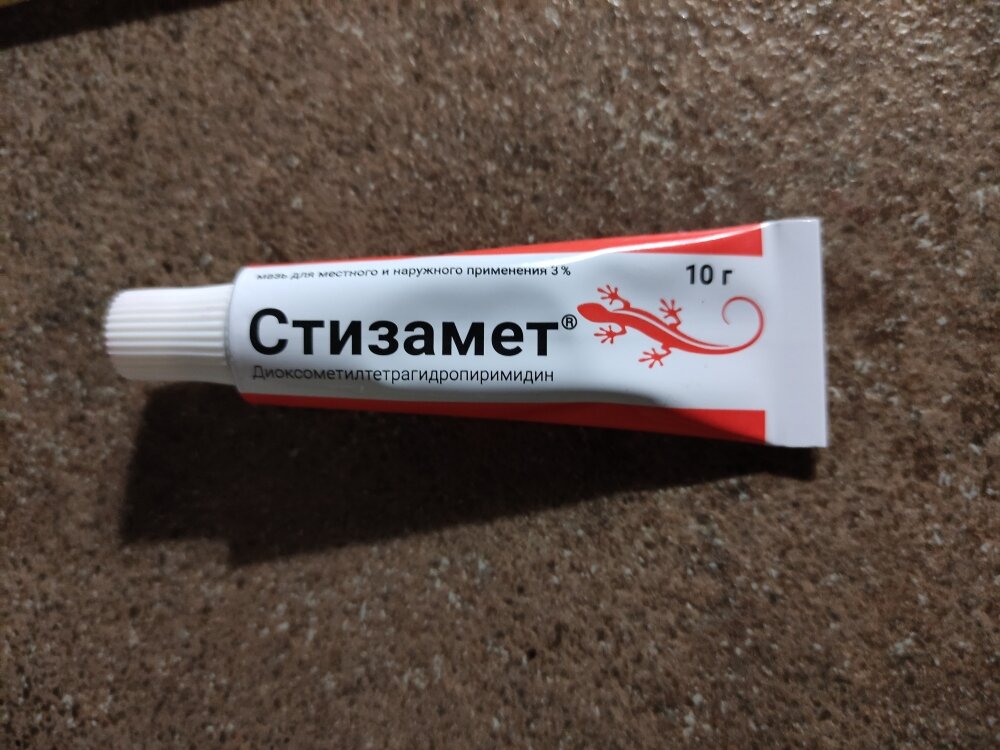 мазь для местного и наружного применения 3%
10 г
Стизамет®
Диоксометилтетрагидропиримидин